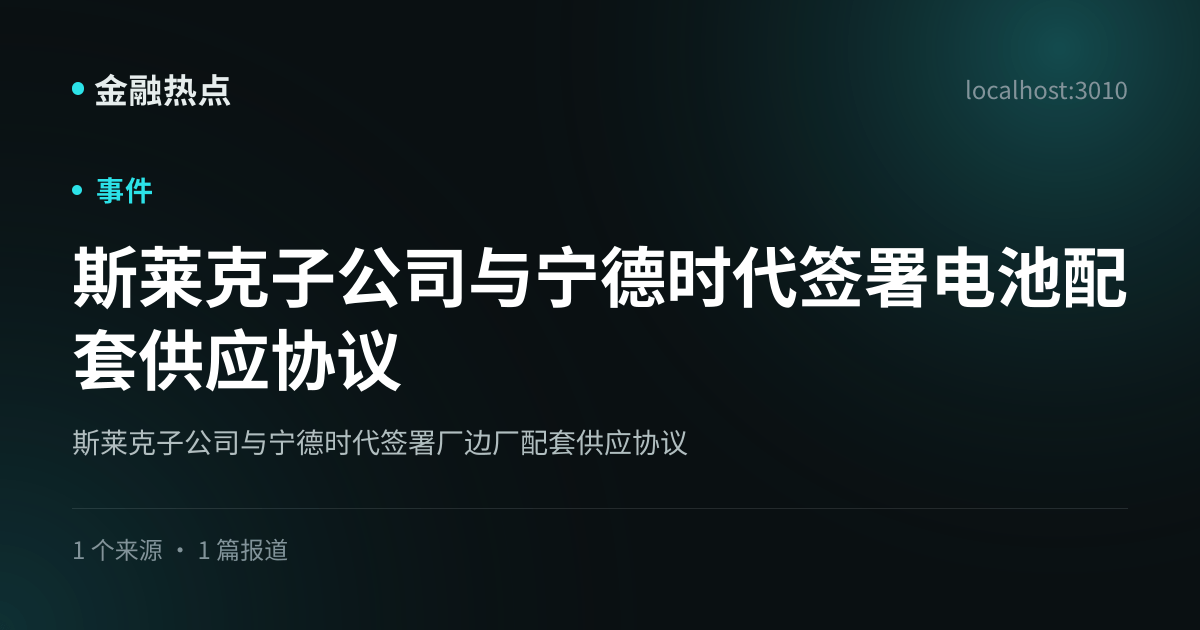 金融热点
localhost:3010
事件
斯莱克子公司与宁德时代签署电池配
套供应协议
斯莱克子公司与宁德时代签署厂边厂配套供应协议
1 个来源 · 1 篇报道